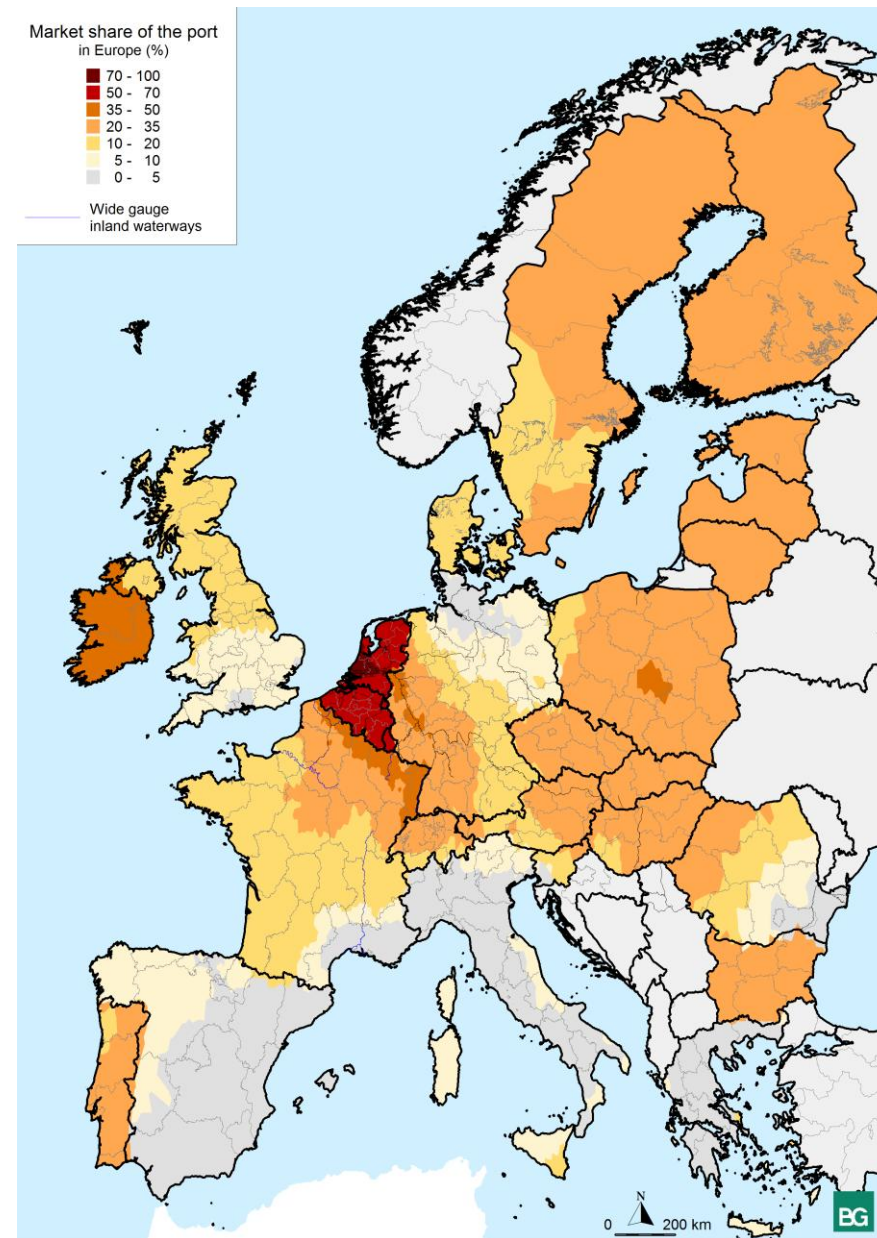 Market share of the port
in Europe (%)
70 - 100
50 - 70
35 - 50
20 - 35
10 - 20
5 - 10
0 - 5
Wide gauge
inland waterways
N
0 200 km
BG